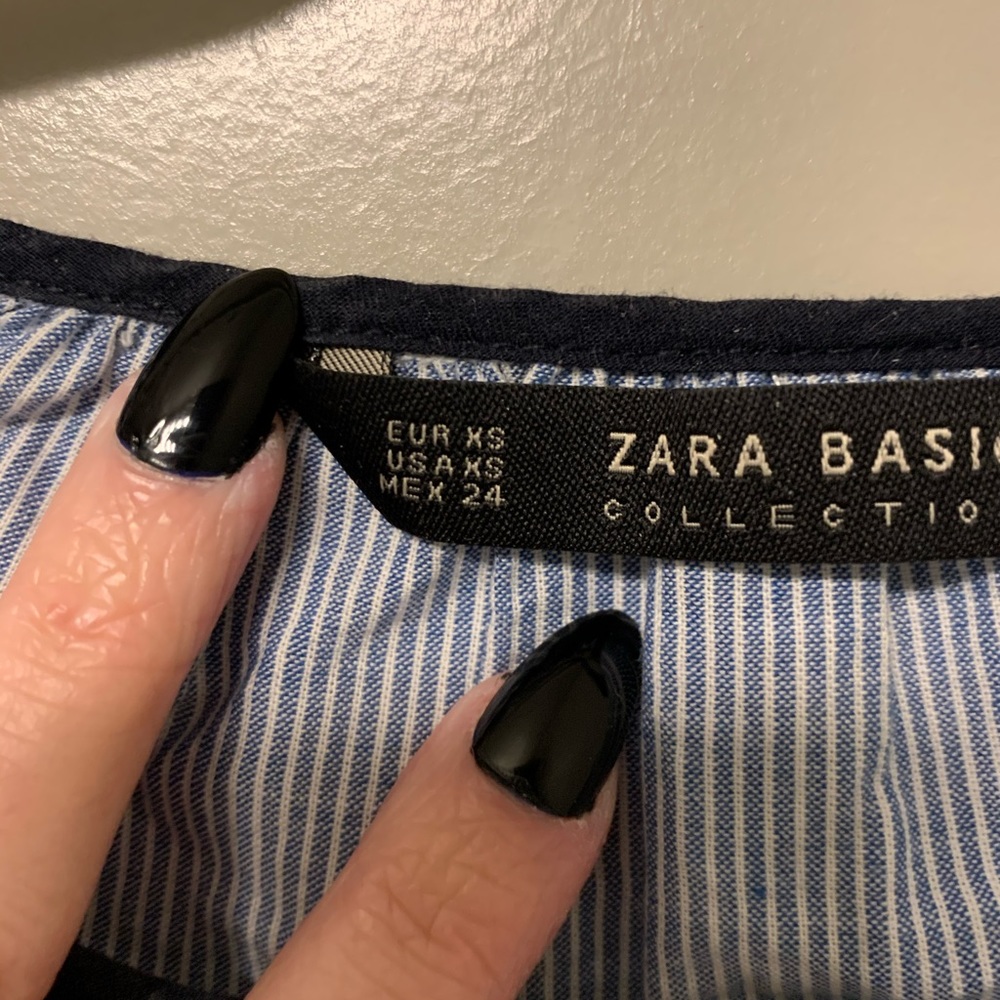 EUR XS
USA XS
MEX 24
ZARA BASIC
COLLECTIO